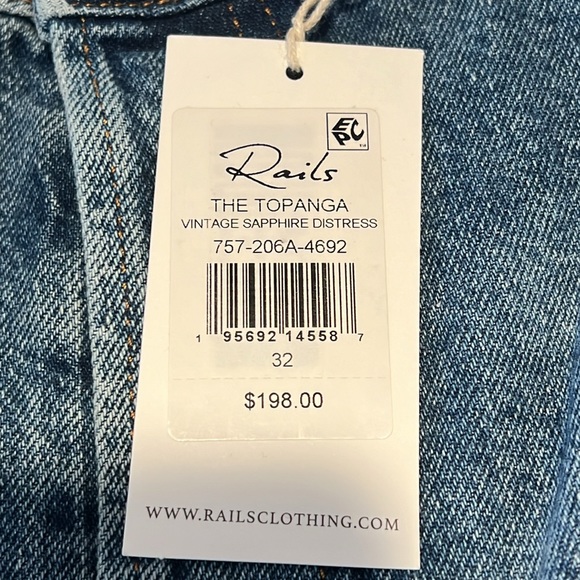 EPC
TM
Rails
THE TOPANGA
VINTAGE SAPPHIRE DISTRESS
757-206A-4692
1 95692 14558 7
32
$198.00
WWW.RAILSCLOTHING.COM